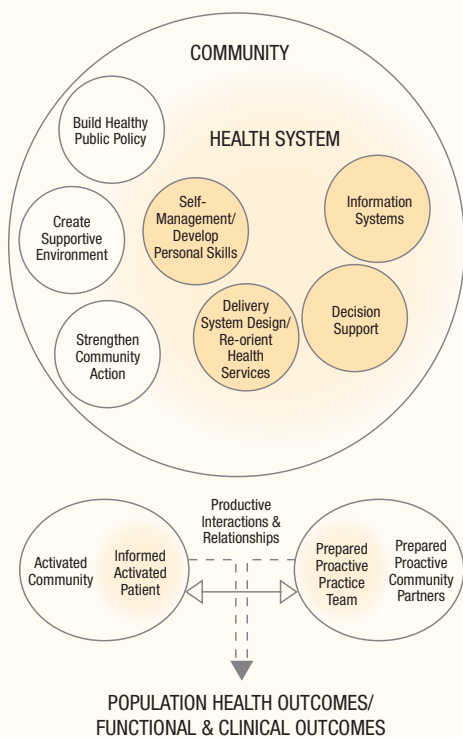 COMMUNITY
Build Healthy
Public Policy
HEALTH SYSTEM
Self-
Management/
Develop
Personal Skills
Information
Systems
Create
Supportive
Environment
Delivery
System Design/
Re-orient
Health
Services
Decision
Support
Strengthen
Community
Action
Productive
Interactions &
Relationships
Activated
Community
Informed
Activated
Patient
Prepared
Proactive
Practice
Team
Prepared
Proactive
Community
Partners
POPULATION HEALTH OUTCOMES/
FUNCTIONAL & CLINICAL OUTCOMES